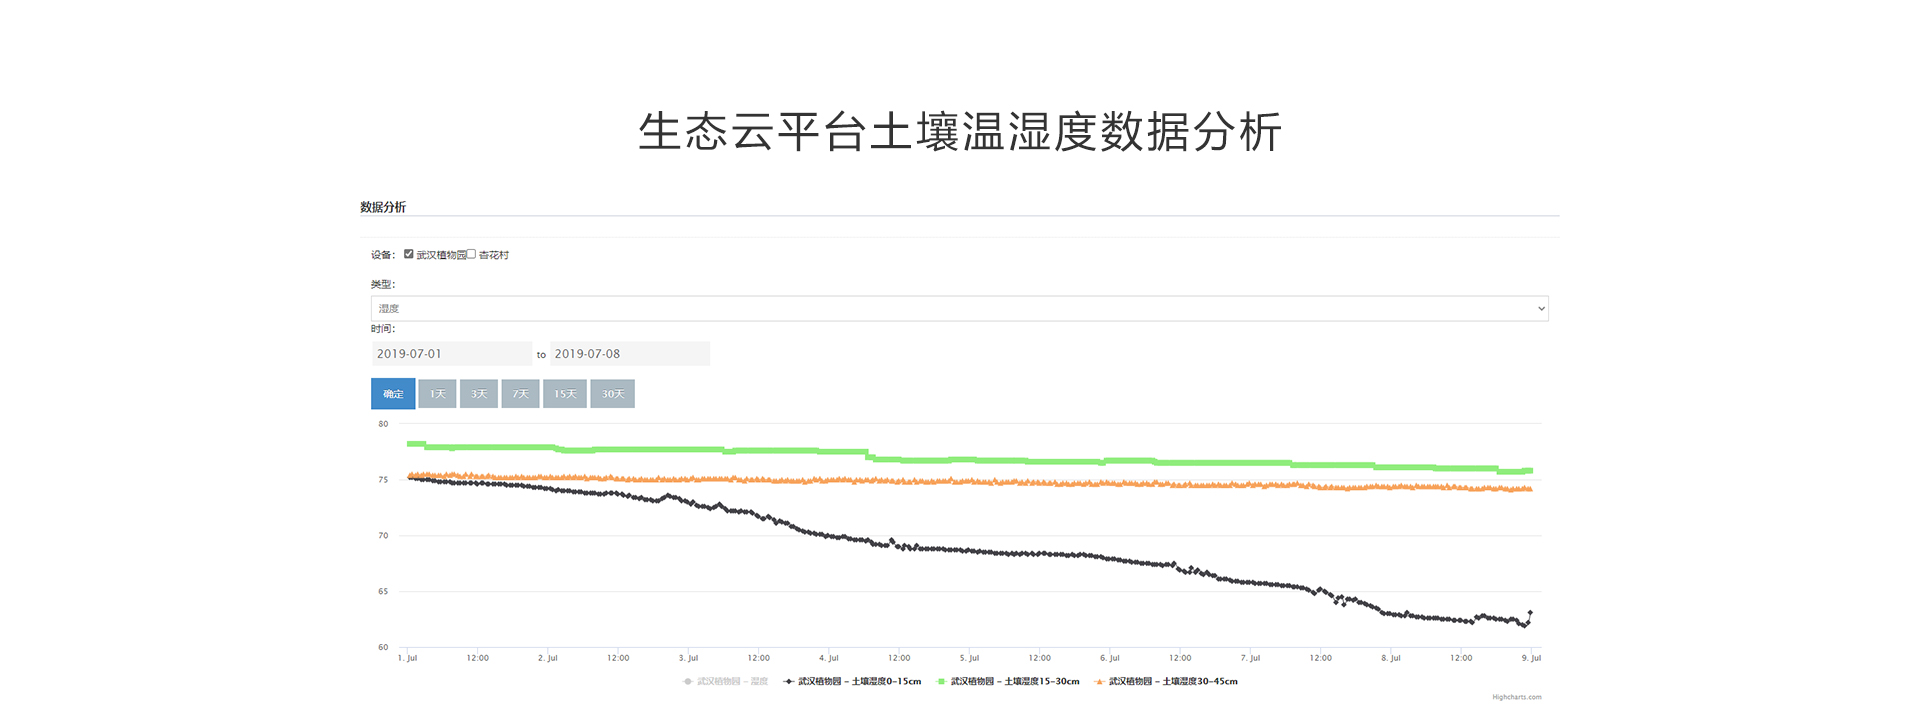 生态云平台土壤温湿度数据分析
数据分析
设备： 武汉植物园 杏花村
类型：
湿度
时间：
2019-07-01 to 2019-07-08
确定 1天 3天 7天 15天 30天
80
75
70
65
60
1. Jul 12:00 2. Jul 12:00 3. Jul 12:00 4. Jul 12:00 5. Jul 12:00 6. Jul 12:00 7. Jul 12:00 8. Jul 12:00 9. Jul
武汉植物园 - 湿度 武汉植物园 - 土壤湿度0-15cm 武汉植物园 - 土壤湿度15-30cm 武汉植物园 - 土壤湿度30-45cm
Highcharts.com